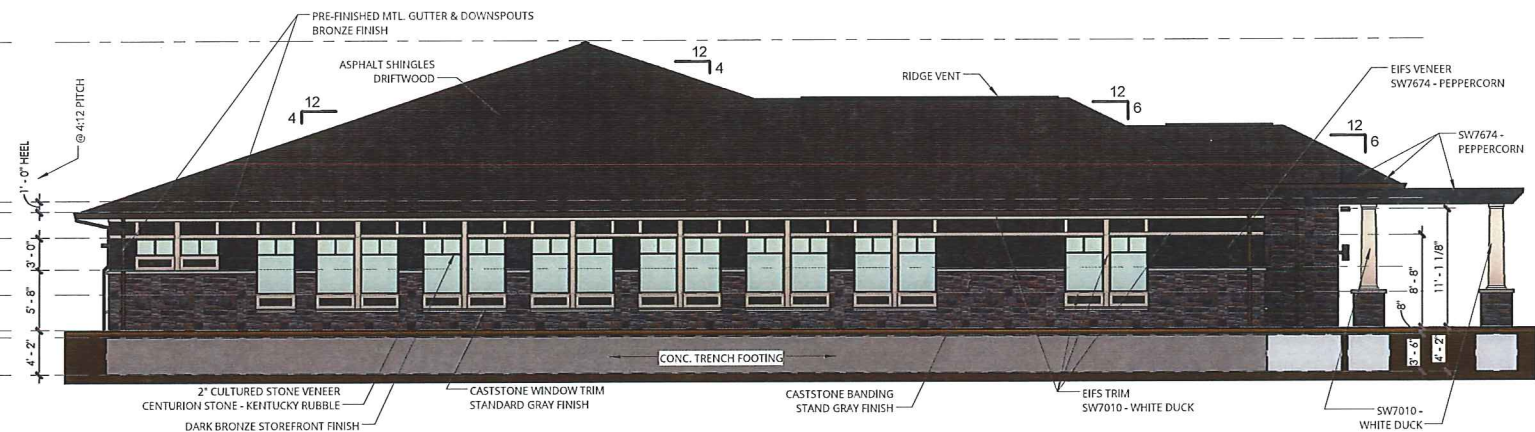 PRE-FINISHED MTL. GUTTER & DOWNSPOUTS
BRONZE FINISH
ASPHALT SHINGLES
DRIFTWOOD
12
4
12
4
RIDGE VENT
12
6
12
6
EIFS VENEER
SW7674 - PEPPERCORN
SW7674 -
PEPPERCORN
1' - 0" HEEL
@ 4:12 PITCH
3' - 0"
5' - 8"
4' - 2"
8' - 8"
11' - 1 1/8"
8"
3' - 6"
4' - 2"
CONC. TRENCH FOOTING
2" CULTURED STONE VENEER
CENTURION STONE - KENTUCKY RUBBLE
DARK BRONZE STOREFRONT FINISH
CASTSTONE WINDOW TRIM
STANDARD GRAY FINISH
CASTSTONE BANDING
STAND GRAY FINISH
EIFS TRIM
SW7010 - WHITE DUCK
SW7010 -
WHITE DUCK